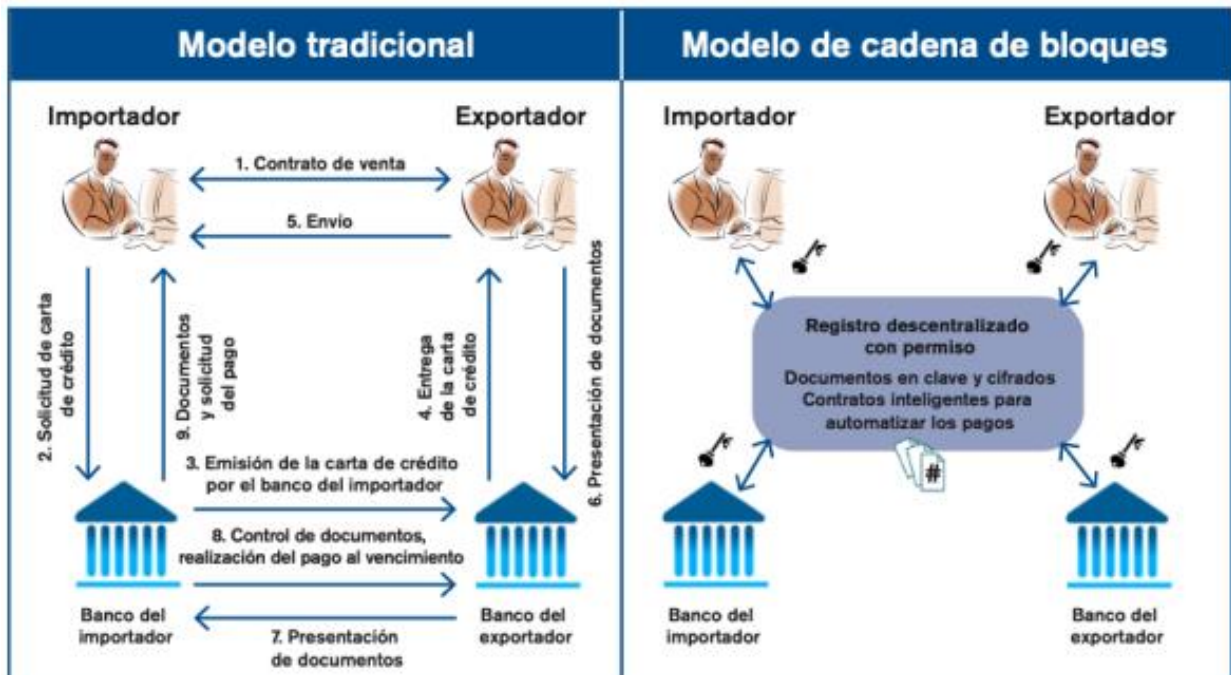 Modelo tradicional
Modelo de cadena de bloques
Importador
Exportador
1. Contrato de venta
5. Envío
2. Solicitud de carta
de crédito
9. Documentos
y solicitud
del pago
4. Entrega
de la carta
de crédito
6. Presentación de documentos
3. Emisión de la carta de crédito
por el banco del importador
8. Control de documentos,
realización del pago al vencimiento
Banco del
importador
7. Presentación
de documentos
Banco del
exportador
Importador
Exportador
Registro descentralizado
con permiso
Documentos en clave y cifrados
Contratos inteligentes para
automatizar los pagos
#
Banco del
importador
Banco del
exportador